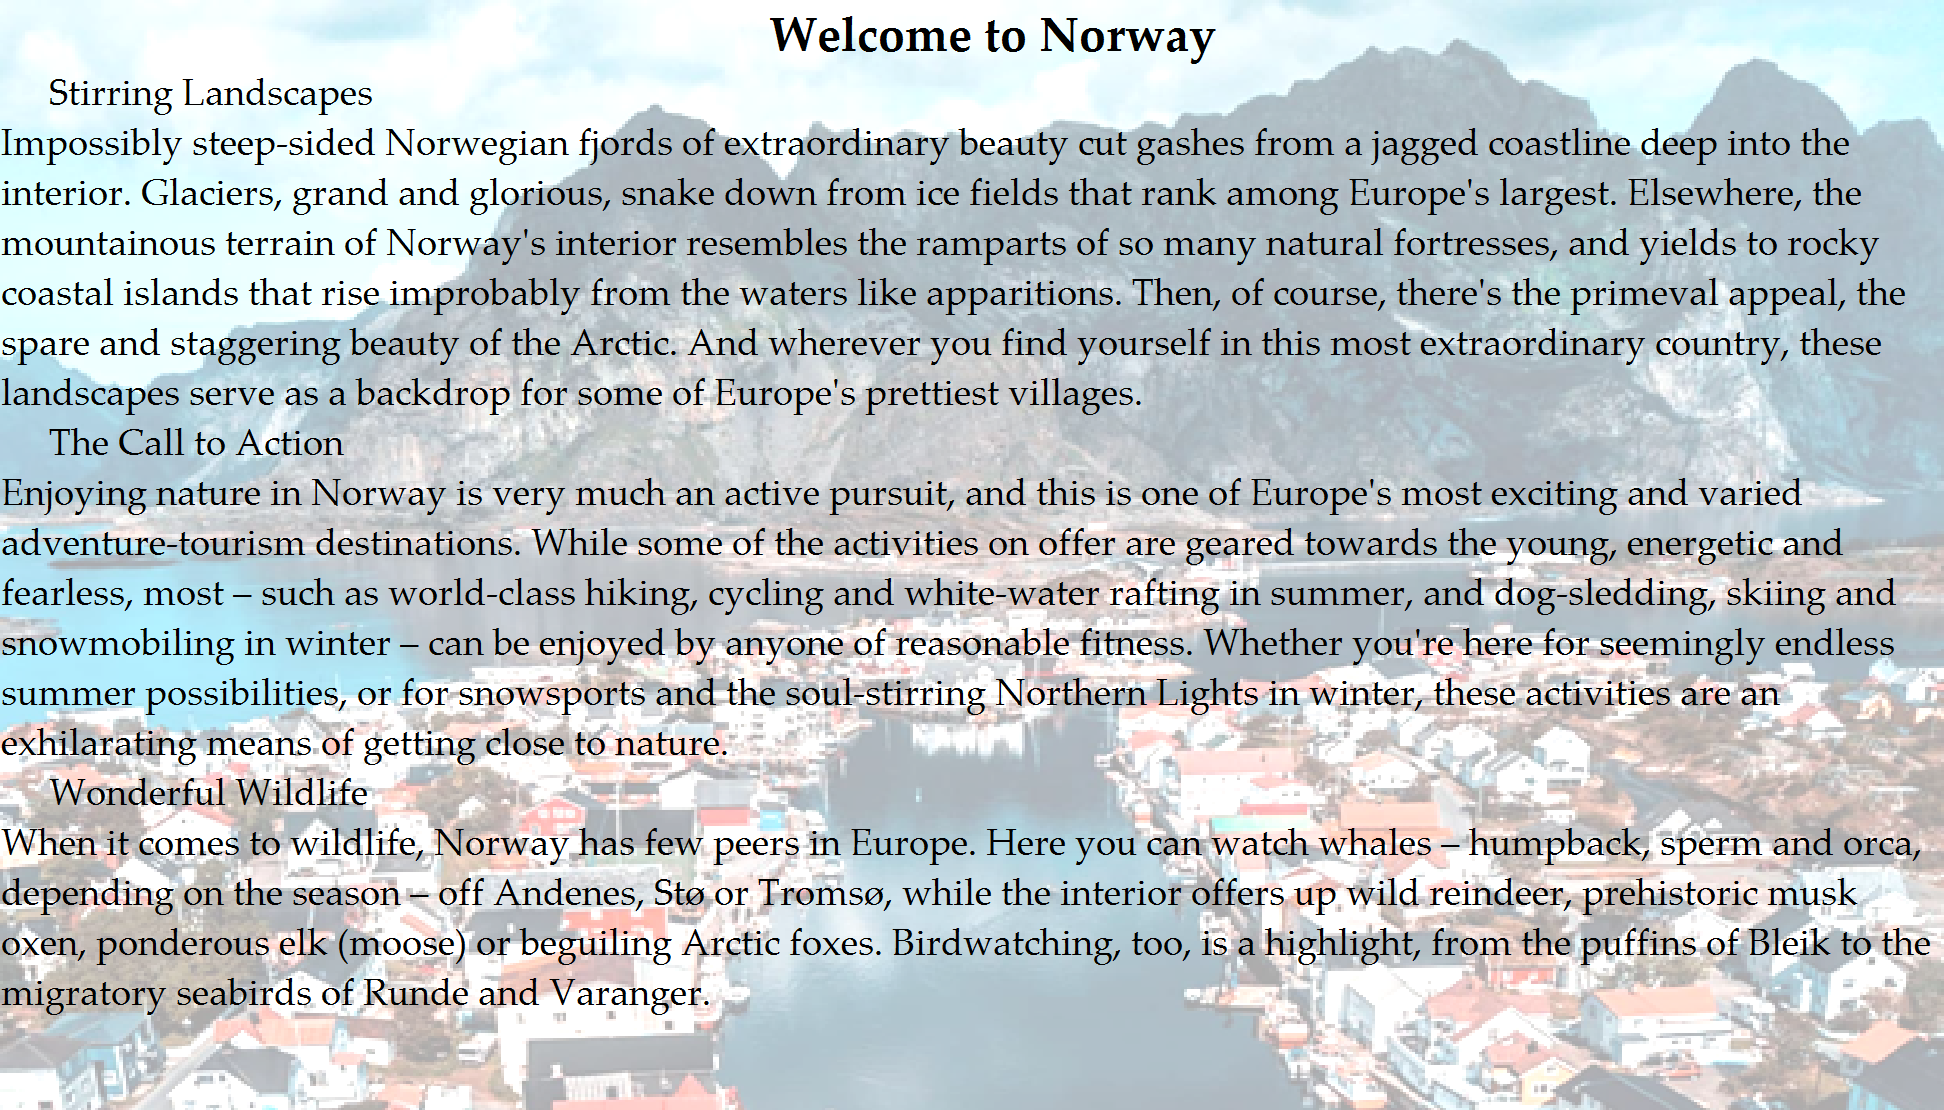 Welcome to Norway
Stirring Landscapes
Impossibly steep-sided Norwegian fjords of extraordinary beauty cut gashes from a jagged coastline deep into the
interior. Glaciers, grand and glorious, snake down from ice fields that rank among Europe's largest. Elsewhere, the
mountainous terrain of Norway's interior resembles the ramparts of so many natural fortresses, and yields to rocky
coastal islands that rise improbably from the waters like apparitions. Then, of course, there's the primeval appeal, the
spare and staggering beauty of the Arctic. And wherever you find yourself in this most extraordinary country, these
landscapes serve as a backdrop for some of Europe's prettiest villages.
The Call to Action
Enjoying nature in Norway is very much an active pursuit, and this is one of Europe's most exciting and varied
adventure-tourism destinations. While some of the activities on offer are geared towards the young, energetic and
fearless, most – such as world-class hiking, cycling and white-water rafting in summer, and dog-sledding, skiing and
snowmobiling in winter – can be enjoyed by anyone of reasonable fitness. Whether you're here for seemingly endless
summer possibilities, or for snowsports and the soul-stirring Northern Lights in winter, these activities are an
exhilarating means of getting close to nature.
Wonderful Wildlife
When it comes to wildlife, Norway has few peers in Europe. Here you can watch whales – humpback, sperm and orca,
depending on the season – off Andenes, Stø or Tromsø, while the interior offers up wild reindeer, prehistoric musk
oxen, ponderous elk (moose) or beguiling Arctic foxes. Birdwatching, too, is a highlight, from the puffins of Bleik to the
migratory seabirds of Runde and Varanger.